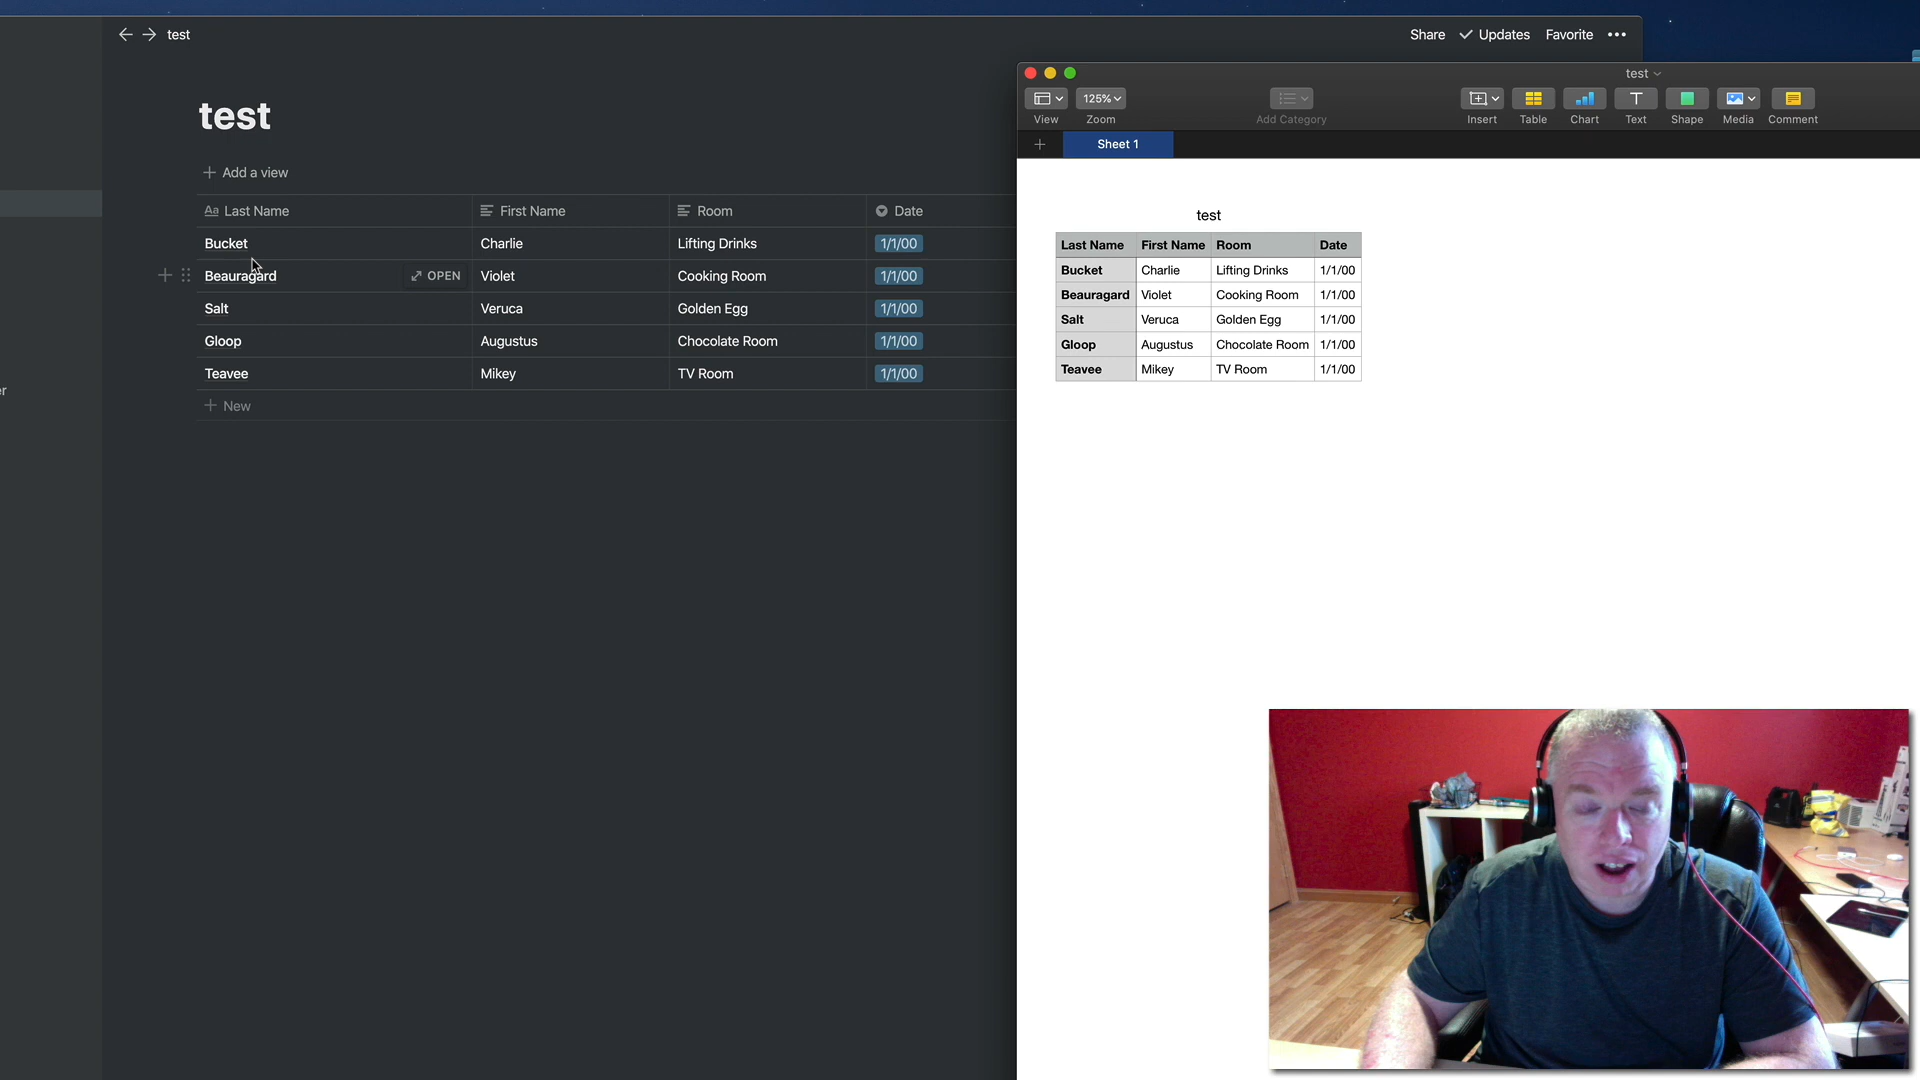 test
Share Updates Favorite
er
test
Add a view
Last Name First Name Room Date
Bucket Charlie Lifting Drinks 1/1/00
Beauragard OPEN Violet Cooking Room 1/1/00
Salt Veruca Golden Egg 1/1/00
Gloop Augustus Chocolate Room 1/1/00
Teavee Mikey TV Room 1/1/00
New
test
125%
View Zoom Add Category Insert Table Chart Text Shape Media Comment
Sheet 1
test
Last Name First Name Room Date
Bucket Charlie Lifting Drinks 1/1/00
Beauragard Violet Cooking Room 1/1/00
Salt Veruca Golden Egg 1/1/00
Gloop Augustus Chocolate Room 1/1/00
Teavee Mikey TV Room 1/1/00